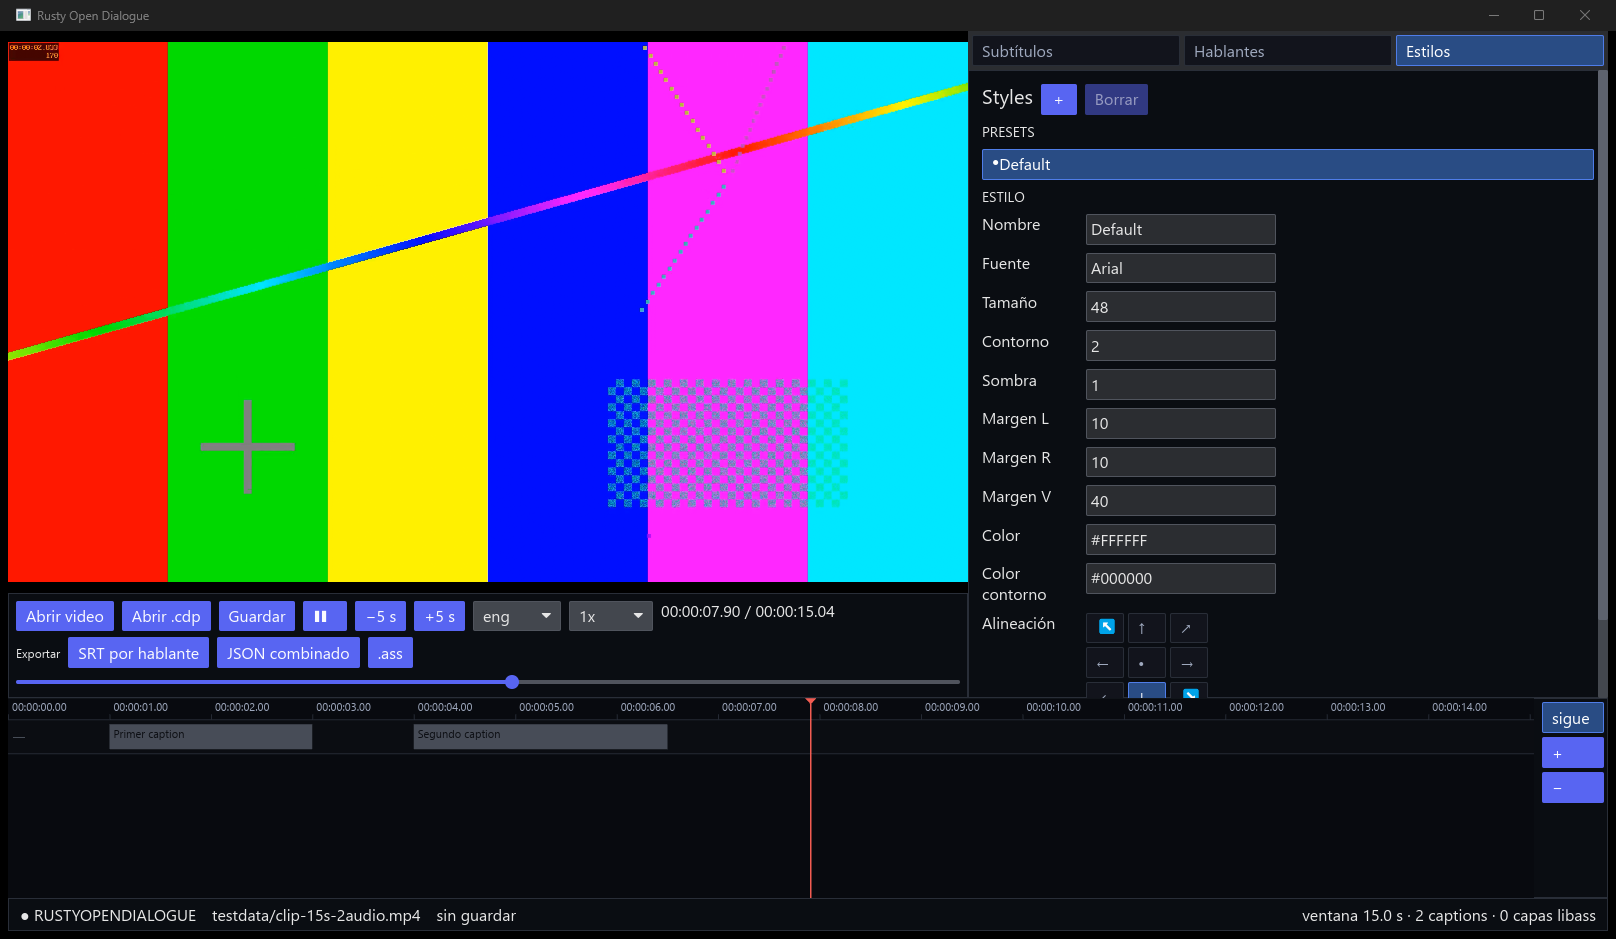 Rusty Open Dialogue
00:00:02.033
170
Subtítulos
Hablantes
Estilos
Styles
+
Borrar
PRESETS
•Default
ESTILO
Nombre
Default
Fuente
Arial
Tamaño
48
Contorno
2
Sombra
1
Margen L
10
Margen R
10
Margen V
40
Color
#FFFFFF
Color
contorno
#000000
Alineación
↖ ↑ ↗
← • →
Abrir video
Abrir .cdp
Guardar
−5 s
+5 s
eng
1x
00:00:07.90 / 00:00:15.04
Exportar
SRT por hablante
JSON combinado
.ass
00:00:00.00 00:00:01.00 00:00:02.00 00:00:03.00 00:00:04.00 00:00:05.00 00:00:06.00 00:00:07.00 00:00:08.00 00:00:09.00 00:00:10.00 00:00:11.00 00:00:12.00 00:00:13.00 00:00:14.00
sigue
— Primer caption Segundo caption
+
−
● RUSTYOPENDIALOGUE testdata/clip-15s-2audio.mp4 sin guardar
ventana 15.0 s · 2 captions · 0 capas libass